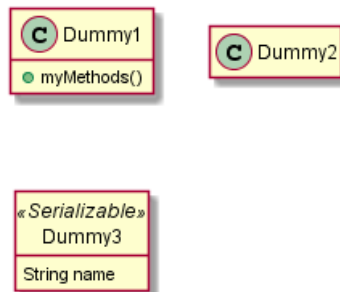 C Dummy1
myMethods()
C Dummy2
«Serializable»
Dummy3
String name